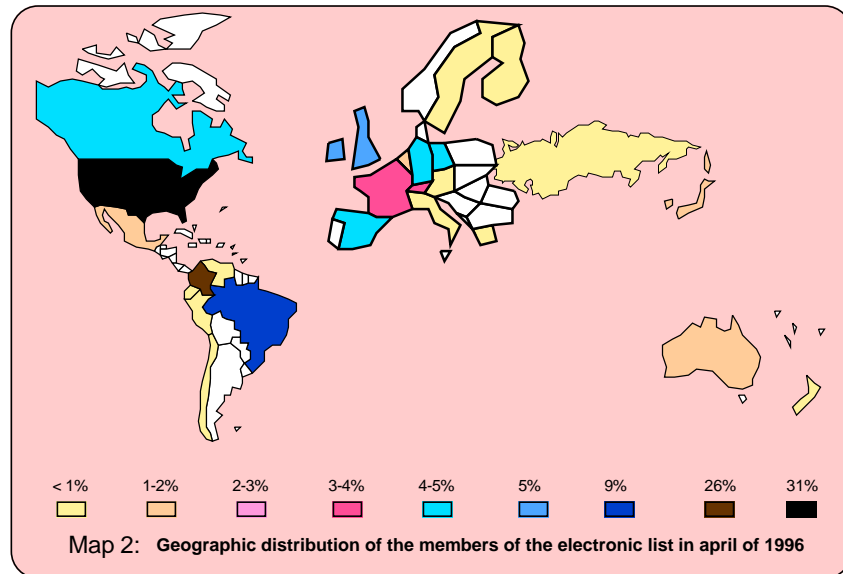 < 1% 1-2% 2-3% 3-4% 4-5% 5% 9% 26% 31%
Map 2: Geographic distribution of the members of the electronic list in april of 1996